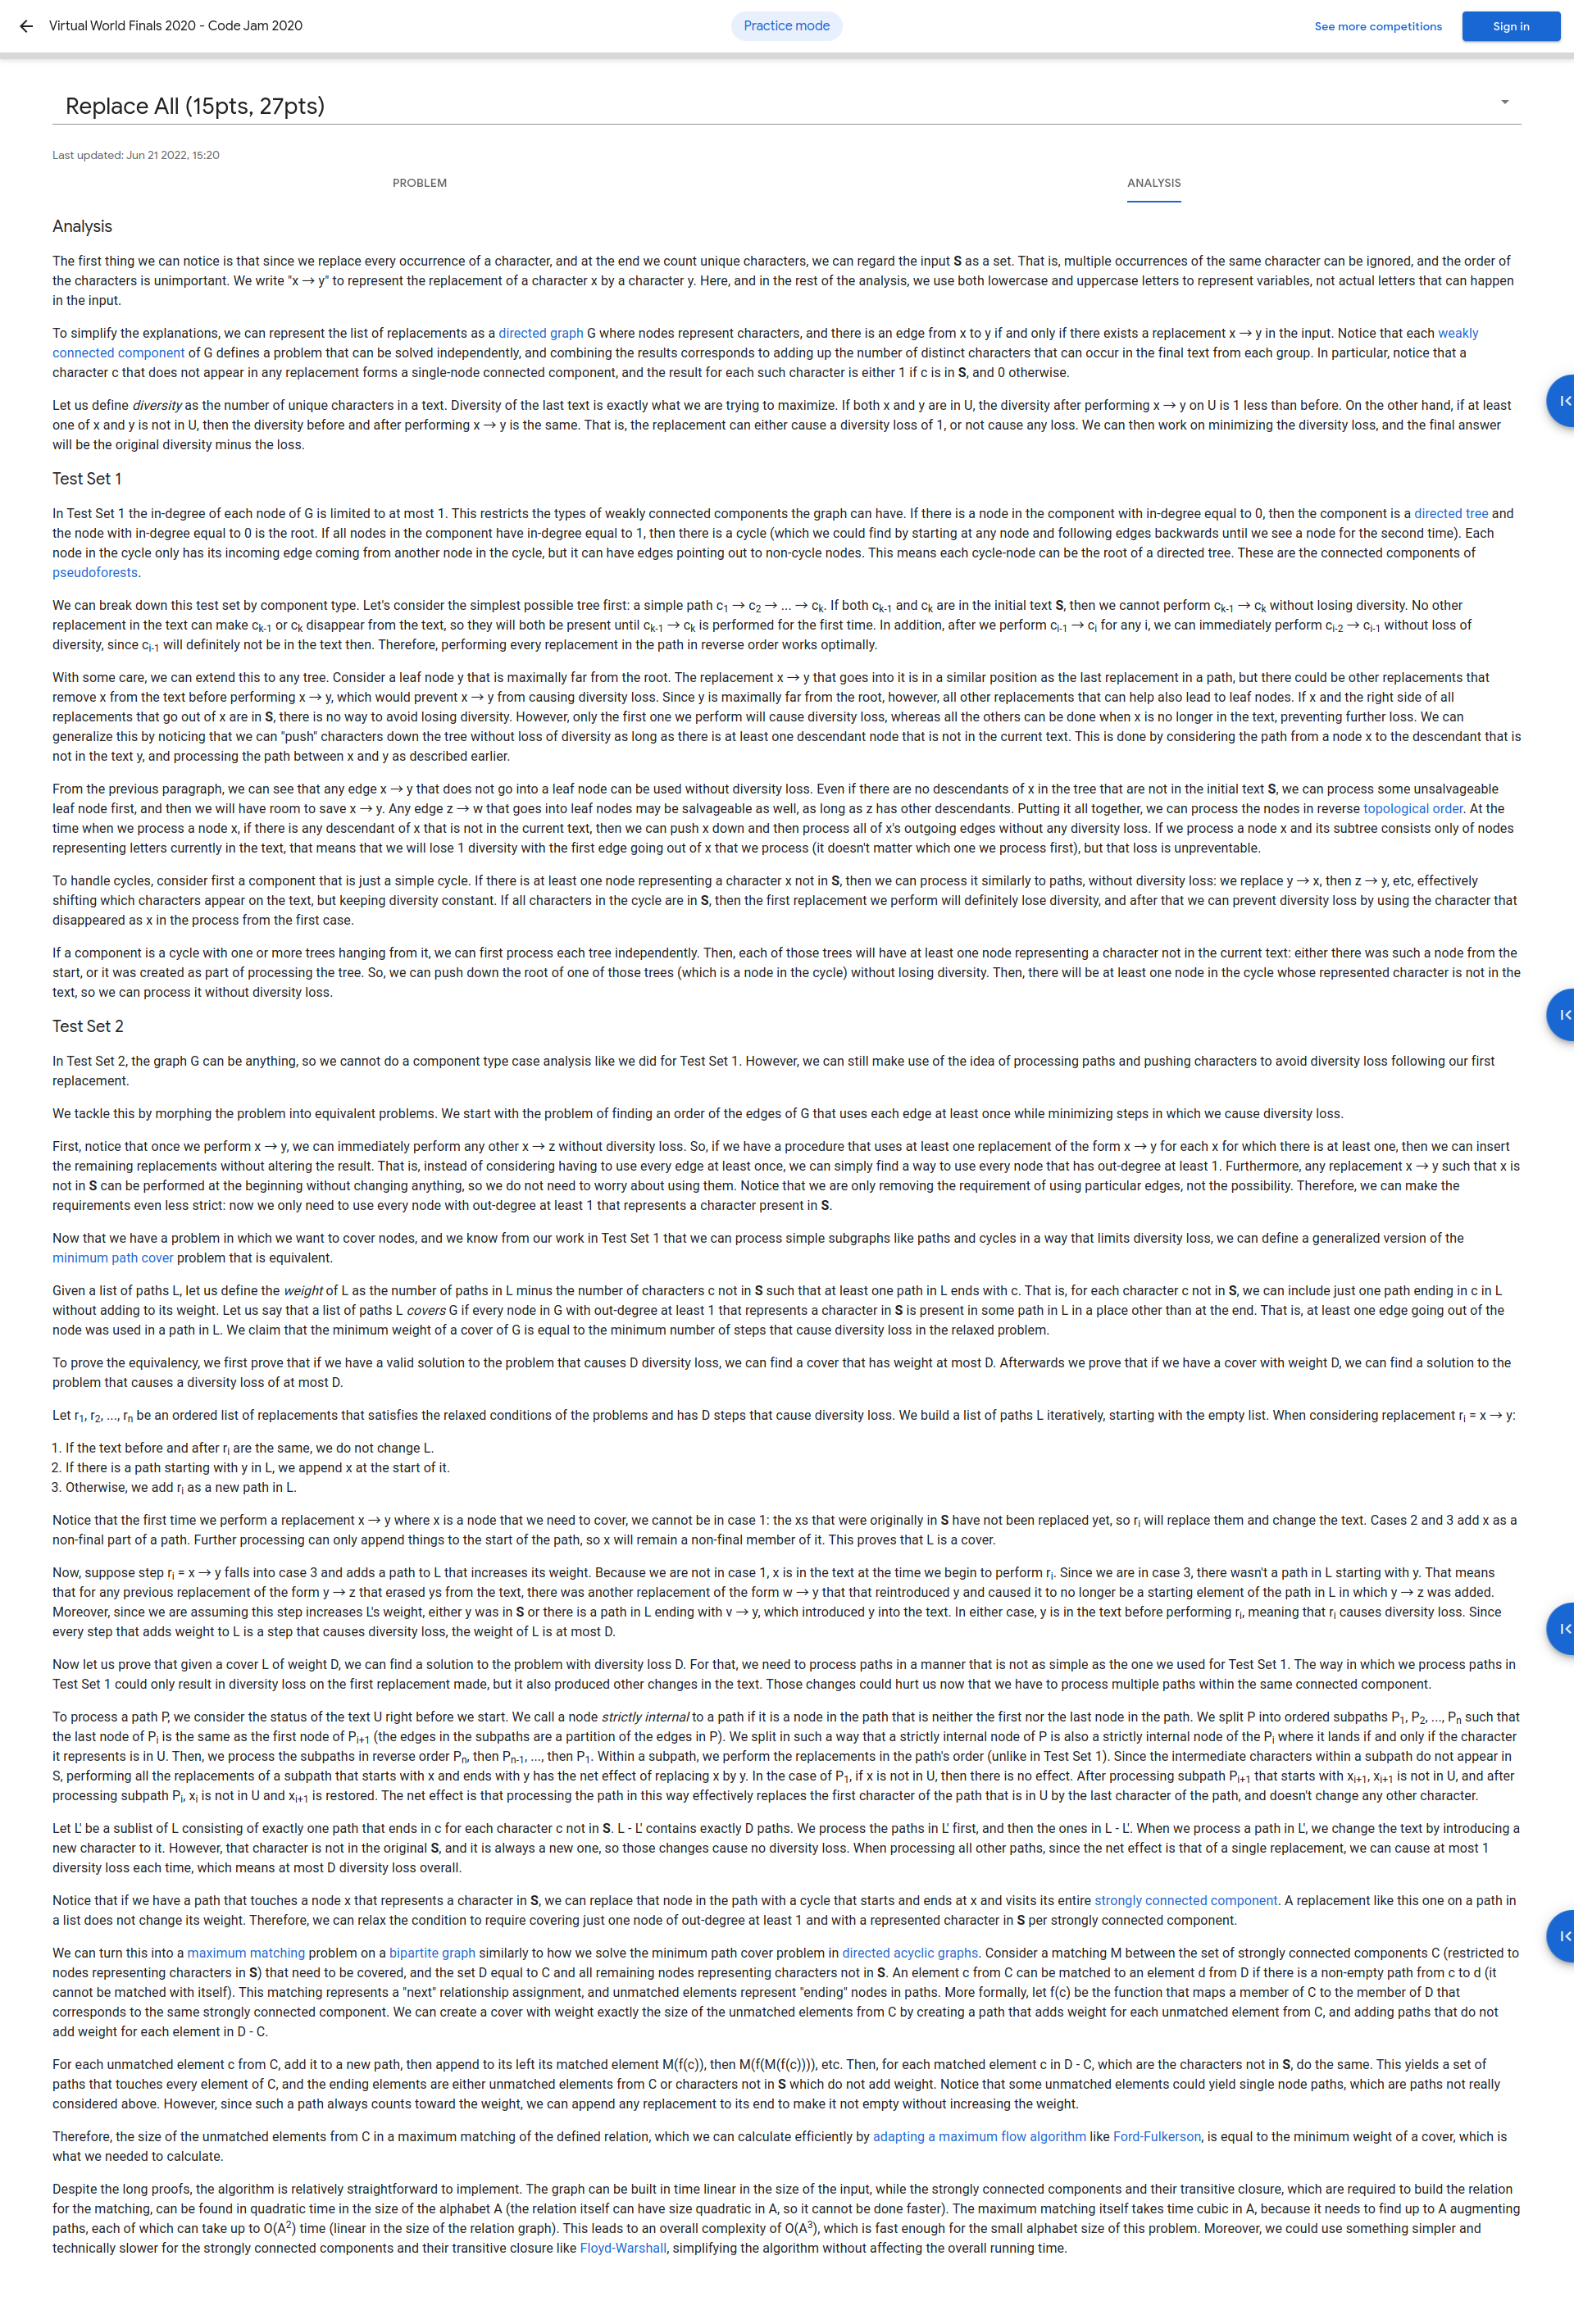 Virtual World Finals 2020 - Code Jam 2020
Practice mode
See more competitions
Sign in
Replace All (15pts, 27pts)
Last updated: Jun 21 2022, 15:20
PROBLEM
ANALYSIS
Analysis
The first thing we can notice is that since we replace every occurrence of a character, and at the end we count unique characters, we can regard the input S as a set. That is, multiple occurrences of the same character can be ignored, and the order of
the characters is unimportant. We write "x → y" to represent the replacement of a character x by a character y. Here, and in the rest of the analysis, we use both lowercase and uppercase letters to represent variables, not actual letters that can happen
in the input.
To simplify the explanations, we can represent the list of replacements as a directed graph G where nodes represent characters, and there is an edge from x to y if and only if there exists a replacement x → y in the input. Notice that each weakly
connected component of G defines a problem that can be solved independently, and combining the results corresponds to adding up the number of distinct characters that can occur in the final text from each group. In particular, notice that a
character c that does not appear in any replacement forms a single-node connected component, and the result for each such character is either 1 if c is in S, and 0 otherwise.
Let us define diversity as the number of unique characters in a text. Diversity of the last text is exactly what we are trying to maximize. If both x and y are in U, the diversity after performing x → y on U is 1 less than before. On the other hand, if at least
one of x and y is not in U, then the diversity before and after performing x → y is the same. That is, the replacement can either cause a diversity loss of 1, or not cause any loss. We can then work on minimizing the diversity loss, and the final answer
will be the original diversity minus the loss.
Test Set 1
In Test Set 1 the in-degree of each node of G is limited to at most 1. This restricts the types of weakly connected components the graph can have. If there is a node in the component with in-degree equal to 0, then the component is a directed tree and
the node with in-degree equal to 0 is the root. If all nodes in the component have in-degree equal to 1, then there is a cycle (which we could find by starting at any node and following edges backwards until we see a node for the second time). Each
node in the cycle only has its incoming edge coming from another node in the cycle, but it can have edges pointing out to non-cycle nodes. This means each cycle-node can be the root of a directed tree. These are the connected components of
pseudoforests.
We can break down this test set by component type. Let's consider the simplest possible tree first: a simple path c1 → c2 → ... → ck. If both ck-1 and ck are in the initial text S, then we cannot perform ck-1 → ck without losing diversity. No other
replacement in the text can make ck-1 or ck disappear from the text, so they will both be present until ck-1 → ck is performed for the first time. In addition, after we perform ci-1 → ci for any i, we can immediately perform ci-2 → ci-1 without loss of
diversity, since ci-1 will definitely not be in the text then. Therefore, performing every replacement in the path in reverse order works optimally.
With some care, we can extend this to any tree. Consider a leaf node y that is maximally far from the root. The replacement x → y that goes into it is in a similar position as the last replacement in a path, but there could be other replacements that
remove x from the text before performing x → y, which would prevent x → y from causing diversity loss. Since y is maximally far from the root, however, all other replacements that can help also lead to leaf nodes. If x and the right side of all
replacements that go out of x are in S, there is no way to avoid losing diversity. However, only the first one we perform will cause diversity loss, whereas all the others can be done when x is no longer in the text, preventing further loss. We can
generalize this by noticing that we can "push" characters down the tree without loss of diversity as long as there is at least one descendant node that is not in the current text. This is done by considering the path from a node x to the descendant that is
not in the text y, and processing the path between x and y as described earlier.
From the previous paragraph, we can see that any edge x → y that does not go into a leaf node can be used without diversity loss. Even if there are no descendants of x in the tree that are not in the initial text S, we can process some unsalvageable
leaf node first, and then we will have room to save x → y. Any edge z → w that goes into leaf nodes may be salvageable as well, as long as z has other descendants. Putting it all together, we can process the nodes in reverse topological order. At the
time when we process a node x, if there is any descendant of x that is not in the current text, then we can push x down and then process all of x's outgoing edges without any diversity loss. If we process a node x and its subtree consists only of nodes
representing letters currently in the text, that means that we will lose 1 diversity with the first edge going out of x that we process (it doesn't matter which one we process first), but that loss is unpreventable.
To handle cycles, consider first a component that is just a simple cycle. If there is at least one node representing a character x not in S, then we can process it similarly to paths, without diversity loss: we replace y → x, then z → y, etc, effectively
shifting which characters appear on the text, but keeping diversity constant. If all characters in the cycle are in S, then the first replacement we perform will definitely lose diversity, and after that we can prevent diversity loss by using the character that
disappeared as x in the process from the first case.
If a component is a cycle with one or more trees hanging from it, we can first process each tree independently. Then, each of those trees will have at least one node representing a character not in the current text: either there was such a node from the
start, or it was created as part of processing the tree. So, we can push down the root of one of those trees (which is a node in the cycle) without losing diversity. Then, there will be at least one node in the cycle whose represented character is not in the
text, so we can process it without diversity loss.
Test Set 2
In Test Set 2, the graph G can be anything, so we cannot do a component type case analysis like we did for Test Set 1. However, we can still make use of the idea of processing paths and pushing characters to avoid diversity loss following our first
replacement.
We tackle this by morphing the problem into equivalent problems. We start with the problem of finding an order of the edges of G that uses each edge at least once while minimizing steps in which we cause diversity loss.
First, notice that once we perform x → y, we can immediately perform any other x → z without diversity loss. So, if we have a procedure that uses at least one replacement of the form x → y for each x for which there is at least one, then we can insert
the remaining replacements without altering the result. That is, instead of considering having to use every edge at least once, we can simply find a way to use every node that has out-degree at least 1. Furthermore, any replacement x → y such that x is
not in S can be performed at the beginning without changing anything, so we do not need to worry about using them. Notice that we are only removing the requirement of using particular edges, not the possibility. Therefore, we can make the
requirements even less strict: now we only need to use every node with out-degree at least 1 that represents a character present in S.
Now that we have a problem in which we want to cover nodes, and we know from our work in Test Set 1 that we can process simple subgraphs like paths and cycles in a way that limits diversity loss, we can define a generalized version of the
minimum path cover problem that is equivalent.
Given a list of paths L, let us define the weight of L as the number of paths in L minus the number of characters c not in S such that at least one path in L ends with c. That is, for each character c not in S, we can include just one path ending in c in L
without adding to its weight. Let us say that a list of paths L covers G if every node in G with out-degree at least 1 that represents a character in S is present in some path in L in a place other than at the end. That is, at least one edge going out of the
node was used in a path in L. We claim that the minimum weight of a cover of G is equal to the minimum number of steps that cause diversity loss in the relaxed problem.
To prove the equivalency, we first prove that if we have a valid solution to the problem that causes D diversity loss, we can find a cover that has weight at most D. Afterwards we prove that if we have a cover with weight D, we can find a solution to the
problem that causes a diversity loss of at most D.
Let r1, r2, ..., rn be an ordered list of replacements that satisfies the relaxed conditions of the problems and has D steps that cause diversity loss. We build a list of paths L iteratively, starting with the empty list. When considering replacement ri = x → y:
1. If the text before and after ri are the same, we do not change L.
2. If there is a path starting with y in L, we append x at the start of it.
3. Otherwise, we add ri as a new path in L.
Notice that the first time we perform a replacement x → y where x is a node that we need to cover, we cannot be in case 1: the xs that were originally in S have not been replaced yet, so ri will replace them and change the text. Cases 2 and 3 add x as a
non-final part of a path. Further processing can only append things to the start of the path, so x will remain a non-final member of it. This proves that L is a cover.
Now, suppose step ri = x → y falls into case 3 and adds a path to L that increases its weight. Because we are not in case 1, x is in the text at the time we begin to perform ri. Since we are in case 3, there wasn't a path in L starting with y. That means
that for any previous replacement of the form y → z that erased ys from the text, there was another replacement of the form w → y that that reintroduced y and caused it to no longer be a starting element of the path in L in which y → z was added.
Moreover, since we are assuming this step increases L's weight, either y was in S or there is a path in L ending with v → y, which introduced y into the text. In either case, y is in the text before performing ri, meaning that ri causes diversity loss. Since
every step that adds weight to L is a step that causes diversity loss, the weight of L is at most D.
Now let us prove that given a cover L of weight D, we can find a solution to the problem with diversity loss D. For that, we need to process paths in a manner that is not as simple as the one we used for Test Set 1. The way in which we process paths in
Test Set 1 could only result in diversity loss on the first replacement made, but it also produced other changes in the text. Those changes could hurt us now that we have to process multiple paths within the same connected component.
To process a path P, we consider the status of the text U right before we start. We call a node strictly internal to a path if it is a node in the path that is neither the first nor the last node in the path. We split P into ordered subpaths P1, P2, ..., Pn such that
the last node of Pi is the same as the first node of Pi+1 (the edges in the subpaths are a partition of the edges in P). We split in such a way that a strictly internal node of P is also a strictly internal node of the Pi where it lands if and only if the character
it represents is in U. Then, we process the subpaths in reverse order Pn, then Pn-1, ..., then P1. Within a subpath, we perform the replacements in the path's order (unlike in Test Set 1). Since the intermediate characters within a subpath do not appear in
S, performing all the replacements of a subpath that starts with x and ends with y has the net effect of replacing x by y. In the case of P1, if x is not in U, then there is no effect. After processing subpath Pi+1 that starts with xi+1, xi+1 is not in U, and after
processing subpath Pi, xi is not in U and xi+1 is restored. The net effect is that processing the path in this way effectively replaces the first character of the path that is in U by the last character of the path, and doesn't change any other character.
Let L' be a sublist of L consisting of exactly one path that ends in c for each character c not in S. L - L' contains exactly D paths. We process the paths in L' first, and then the ones in L - L'. When we process a path in L', we change the text by introducing a
new character to it. However, that character is not in the original S, and it is always a new one, so those changes cause no diversity loss. When processing all other paths, since the net effect is that of a single replacement, we can cause at most 1
diversity loss each time, which means at most D diversity loss overall.
Notice that if we have a path that touches a node x that represents a character in S, we can replace that node in the path with a cycle that starts and ends at x and visits its entire strongly connected component. A replacement like this one on a path in
a list does not change its weight. Therefore, we can relax the condition to require covering just one node of out-degree at least 1 and with a represented character in S per strongly connected component.
We can turn this into a maximum matching problem on a bipartite graph similarly to how we solve the minimum path cover problem in directed acyclic graphs. Consider a matching M between the set of strongly connected components C (restricted to
nodes representing characters in S) that need to be covered, and the set D equal to C and all remaining nodes representing characters not in S. An element c from C can be matched to an element d from D if there is a non-empty path from c to d (it
cannot be matched with itself). This matching represents a "next" relationship assignment, and unmatched elements represent "ending" nodes in paths. More formally, let f(c) be the function that maps a member of C to the member of D that
corresponds to the same strongly connected component. We can create a cover with weight exactly the size of the unmatched elements from C by creating a path that adds weight for each unmatched element from C, and adding paths that do not
add weight for each element in D - C.
For each unmatched element c from C, add it to a new path, then append to its left its matched element M(f(c)), then M(f(M(f(c)))), etc. Then, for each matched element c in D - C, which are the characters not in S, do the same. This yields a set of
paths that touches every element of C, and the ending elements are either unmatched elements from C or characters not in S which do not add weight. Notice that some unmatched elements could yield single node paths, which are paths not really
considered above. However, since such a path always counts toward the weight, we can append any replacement to its end to make it not empty without increasing the weight.
Therefore, the size of the unmatched elements from C in a maximum matching of the defined relation, which we can calculate efficiently by adapting a maximum flow algorithm like Ford-Fulkerson, is equal to the minimum weight of a cover, which is
what we needed to calculate.
Despite the long proofs, the algorithm is relatively straightforward to implement. The graph can be built in time linear in the size of the input, while the strongly connected components and their transitive closure, which are required to build the relation
for the matching, can be found in quadratic time in the size of the alphabet A (the relation itself can have size quadratic in A, so it cannot be done faster). The maximum matching itself takes time cubic in A, because it needs to find up to A augmenting
paths, each of which can take up to O(A2) time (linear in the size of the relation graph). This leads to an overall complexity of O(A3), which is fast enough for the small alphabet size of this problem. Moreover, we could use something simpler and
technically slower for the strongly connected components and their transitive closure like Floyd-Warshall, simplifying the algorithm without affecting the overall running time.